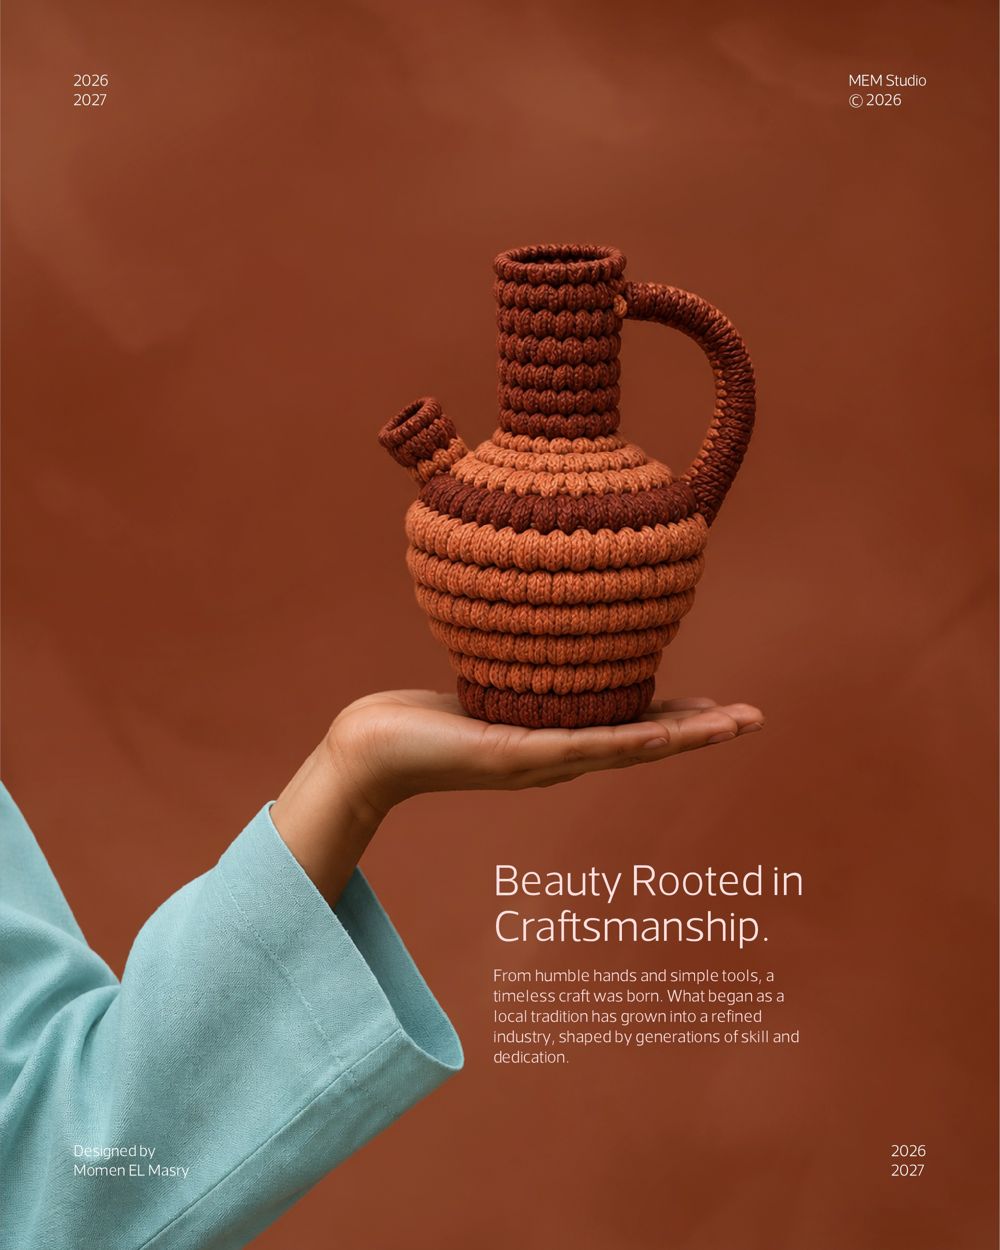 2026
2027
MEM Studio
© 2026
Beauty Rooted in
Craftsmanship.
From humble hands and simple tools, a
timeless craft was born. What began as a
local tradition has grown into a refined
industry, shaped by generations of skill and
dedication.
Designed by
Momen EL Masry
2026
2027